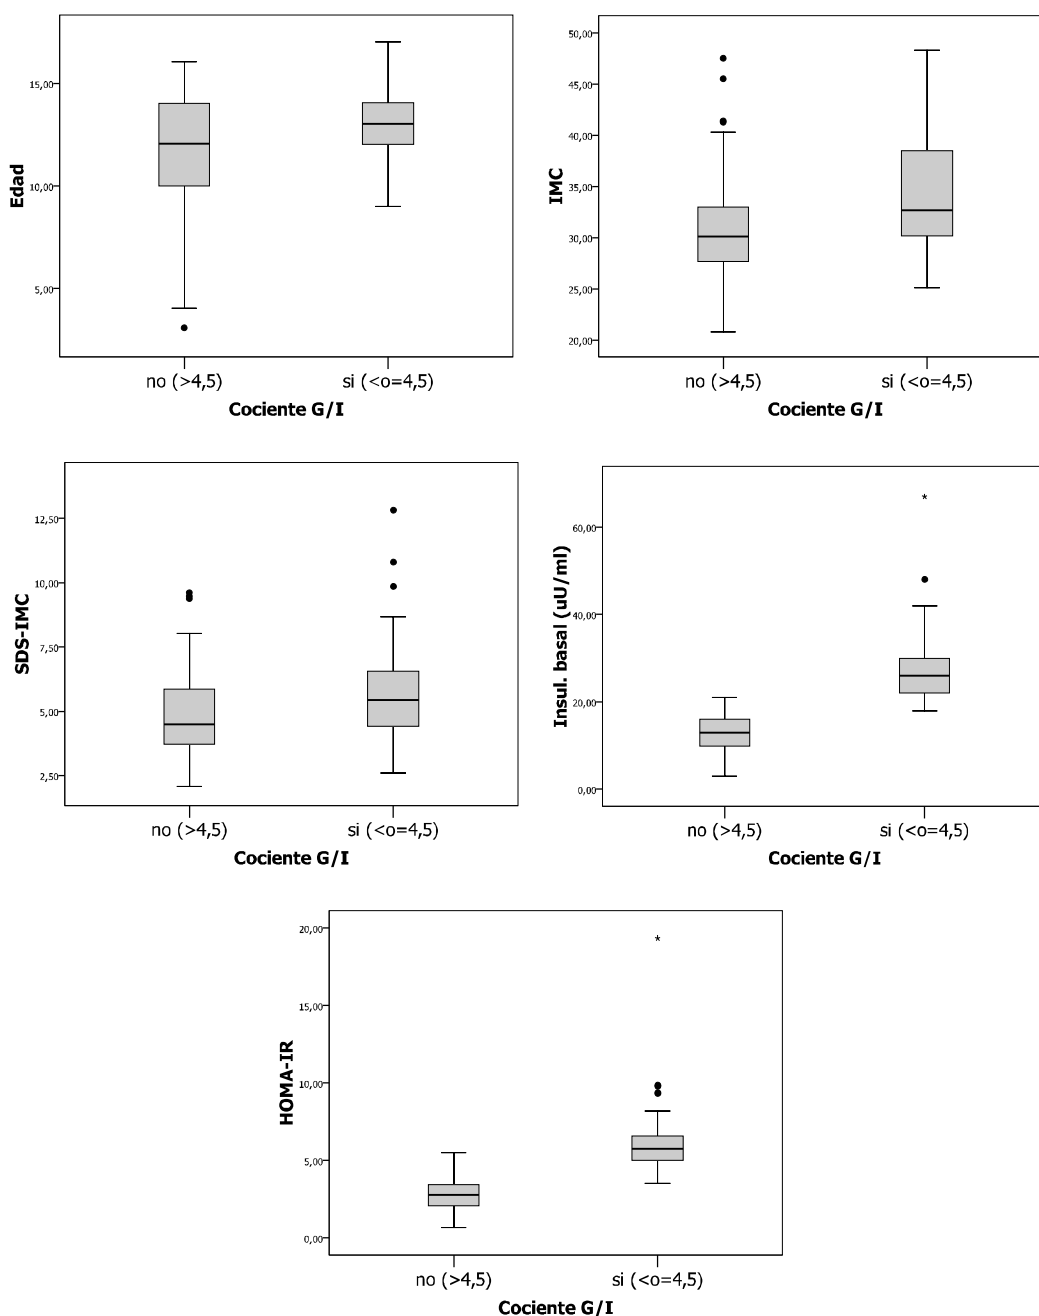 Edad
15,00
10,00
5,00
no (>4,5)
si (<o=4,5)
Cociente G/I
IMC
50,00
45,00
40,00
35,00
30,00
25,00
20,00
no (>4,5)
si (<o=4,5)
Cociente G/I
SDS-IMC
12,50
10,00
7,50
5,00
2,50
no (>4,5)
si (<o=4,5)
Cociente G/I
Insul. basal (uU/ml)
60,00
40,00
20,00
0,00
*
no (>4,5)
si (<o=4,5)
Cociente G/I
HOMA-IR
20,00
15,00
10,00
5,00
0,00
*
no (>4,5)
si (<o=4,5)
Cociente G/I